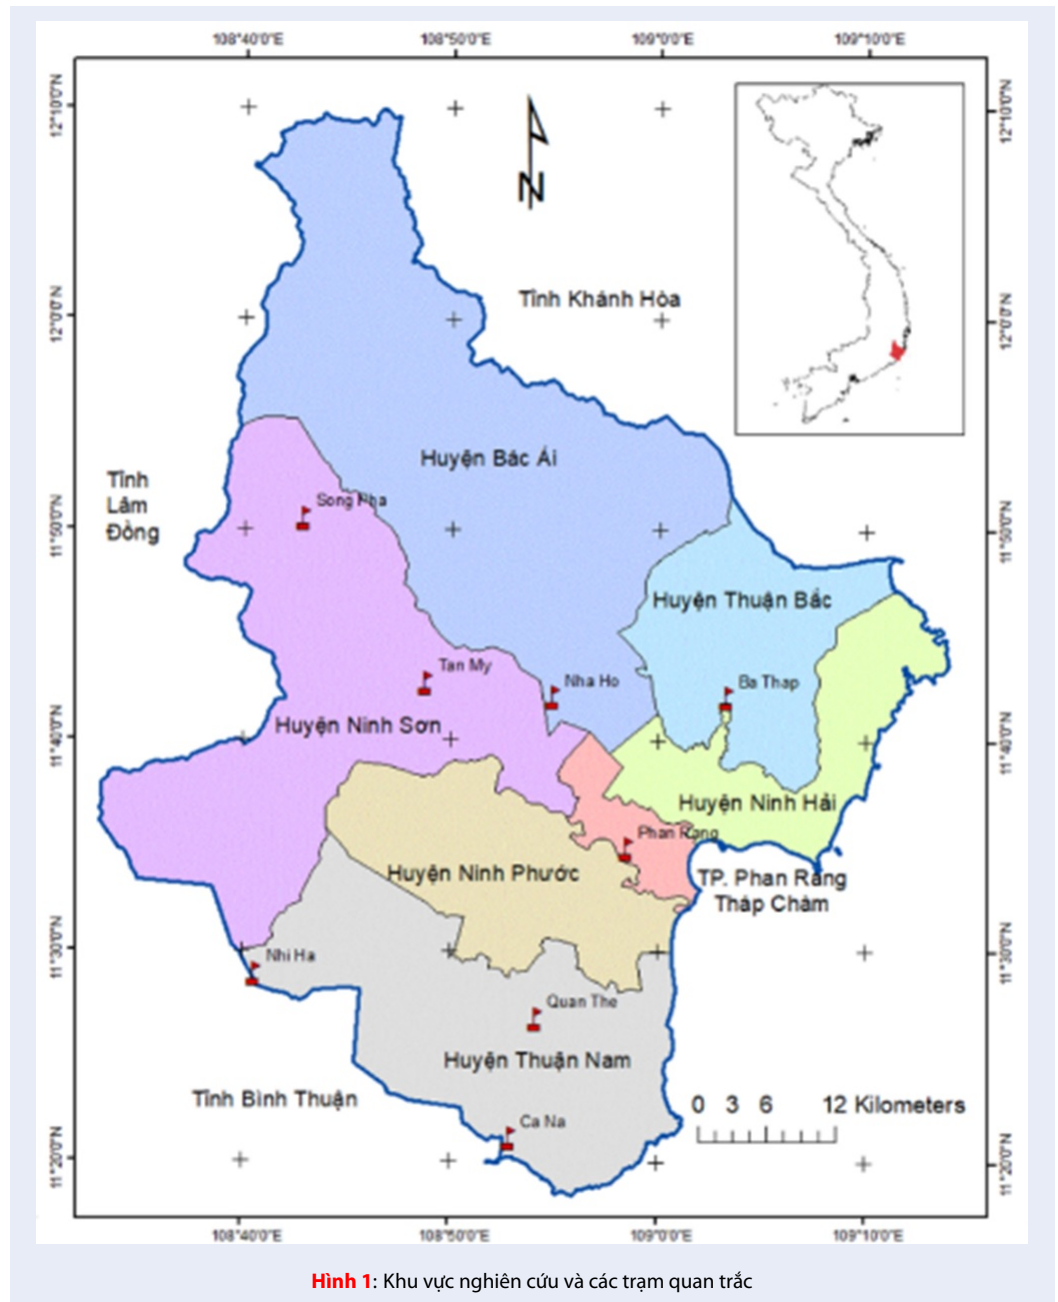 108°40'0"E 108°50'0"E 109°0'0"E 109°10'0"E
12°10'0"N
12°10'0"N
N
Tỉnh Khánh Hòa
12°0'0"N
12°0'0"N
Huyện Bác Ái
Tỉnh
Lâm
Đồng
Song Pha
11°50'0"N
11°50'0"N
Huyện Thuận Bắc
Tan My
Nha Ho
Ba Thap
Huyện Ninh Sơn
11°40'0"N
11°40'0"N
Huyện Ninh Hải
Phan Rang
Huyện Ninh Phước
TP. Phan Rang
Tháp Chàm
11°30'0"N
11°30'0"N
Nhi Ha
Quan The
Huyện Thuận Nam
Tỉnh Bình Thuận
0 3 6 12 Kilometers
Ca Na
11°20'0"N
11°20'0"N
108°40'0"E 108°50'0"E 109°0'0"E 109°10'0"E
Hình 1: Khu vực nghiên cứu và các trạm quan trắc